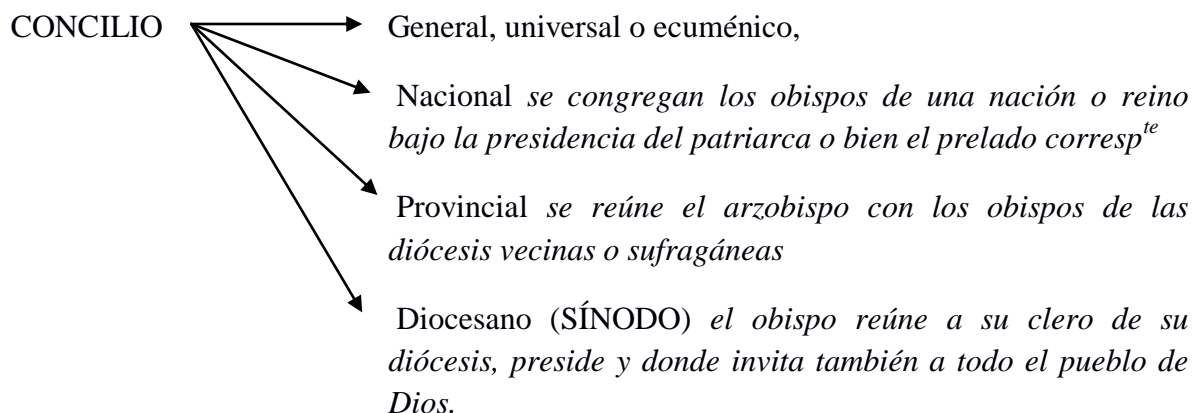 CONCILIO General, universal o ecuménico,
Nacional se congregan los obispos de una nación o reino
bajo la presidencia del patriarca o bien el prelado correspte
Provincial se reúne el arzobispo con los obispos de las
diócesis vecinas o sufragáneas
Diocesano (SÍNODO) el obispo reúne a su clero de su
diócesis, preside y donde invita también a todo el pueblo de
Dios.